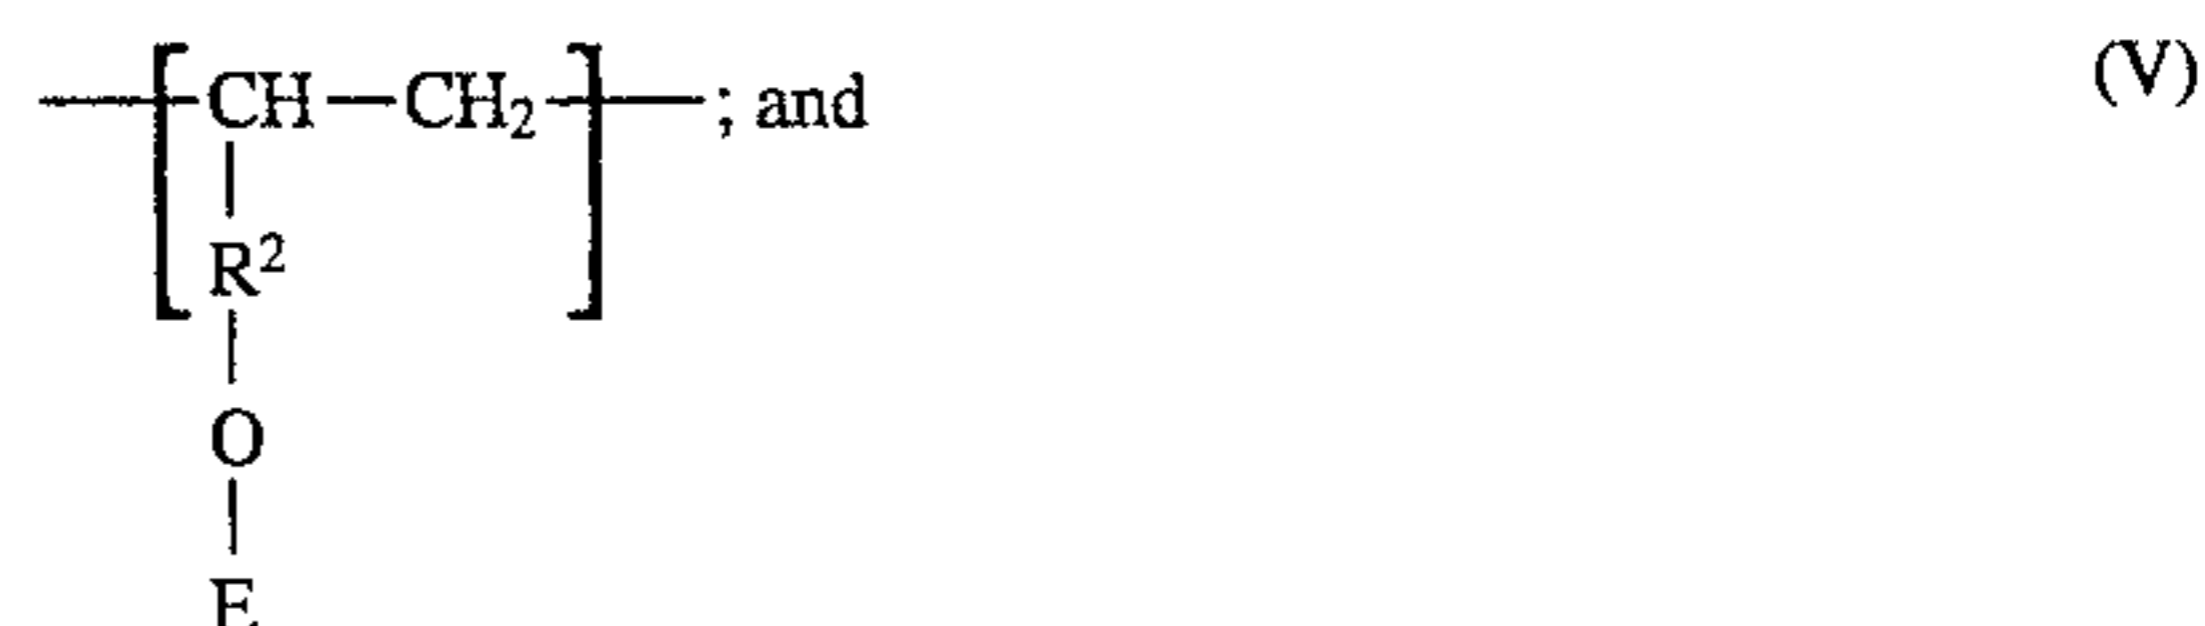 CH—CH₂ ; and (V)
R²
O
E